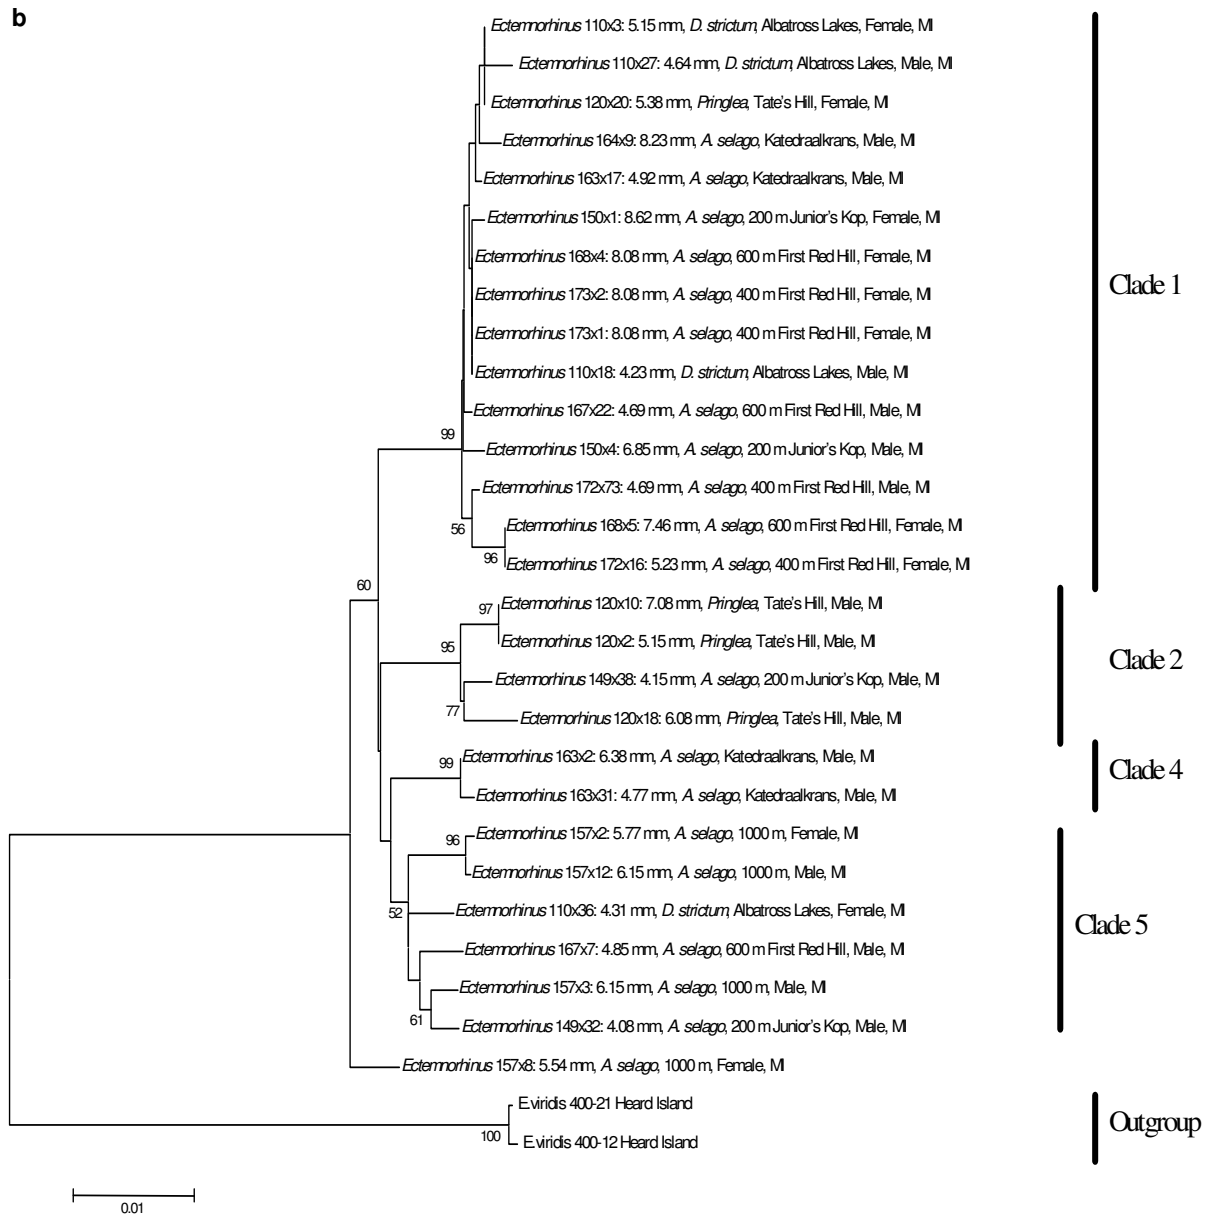 b
Ectemnorhinus 110x3: 5.15 mm, D. strictum, Albatross Lakes, Female, MI
Ectemnorhinus 110x27: 4.64 mm, D. strictum, Albatross Lakes, Male, MI
Ectemnorhinus 120x20: 5.38 mm, Pringlea, Tate's Hill, Female, MI
Ectemnorhinus 164x9: 8.23 mm, A. selago, Katedraalkrans, Male, MI
Ectemnorhinus 163x17: 4.92 mm, A. selago, Katedraalkrans, Male, MI
Ectemnorhinus 150x1: 8.62 mm, A. selago, 200 m Junior's Kop, Female, MI
Ectemnorhinus 168x4: 8.08 mm, A. selago, 600 m First Red Hill, Female, MI
Ectemnorhinus 173x2: 8.08 mm, A. selago, 400 m First Red Hill, Female, MI
Clade 1
Ectemnorhinus 173x1: 8.08 mm, A. selago, 400 m First Red Hill, Female, MI
Ectemnorhinus 110x18: 4.23 mm, D. strictum, Albatross Lakes, Male, MI
Ectemnorhinus 167x22: 4.69 mm, A. selago, 600 m First Red Hill, Male, MI
99
Ectemnorhinus 150x4: 6.85 mm, A. selago, 200 m Junior's Kop, Male, MI
Ectemnorhinus 172x73: 4.69 mm, A. selago, 400 m First Red Hill, Male, MI
56
Ectemnorhinus 168x5: 7.46 mm, A. selago, 600 m First Red Hill, Female, MI
96
Ectemnorhinus 172x16: 5.23 mm, A. selago, 400 m First Red Hill, Female, MI
60
97
Ectemnorhinus 120x10: 7.08 mm, Pringlea, Tate's Hill, Male, MI
Ectemnorhinus 120x2: 5.15 mm, Pringlea, Tate's Hill, Male, MI
95
Clade 2
Ectemnorhinus 149x38: 4.15 mm, A. selago, 200 m Junior's Kop, Male, MI
77
Ectemnorhinus 120x18: 6.08 mm, Pringlea, Tate's Hill, Male, MI
99
Ectemnorhinus 163x2: 6.38 mm, A. selago, Katedraalkrans, Male, MI
Clade 4
Ectemnorhinus 163x31: 4.77 mm, A. selago, Katedraalkrans, Male, MI
96
Ectemnorhinus 157x2: 5.77 mm, A. selago, 1000 m, Female, MI
Ectemnorhinus 157x12: 6.15 mm, A. selago, 1000 m, Male, MI
52
Ectemnorhinus 110x36: 4.31 mm, D. strictum, Albatross Lakes, Female, MI
Clade 5
Ectemnorhinus 167x7: 4.85 mm, A. selago, 600 m First Red Hill, Male, MI
Ectemnorhinus 157x3: 6.15 mm, A. selago, 1000 m, Male, MI
61
Ectemnorhinus 149x32: 4.08 mm, A. selago, 200 m Junior's Kop, Male, MI
Ectemnorhinus 157x8: 5.54 mm, A. selago, 1000 m, Female, MI
E.viridis 400-21 Heard Island
Outgroup
100
E.viridis 400-12 Heard Island
0.01